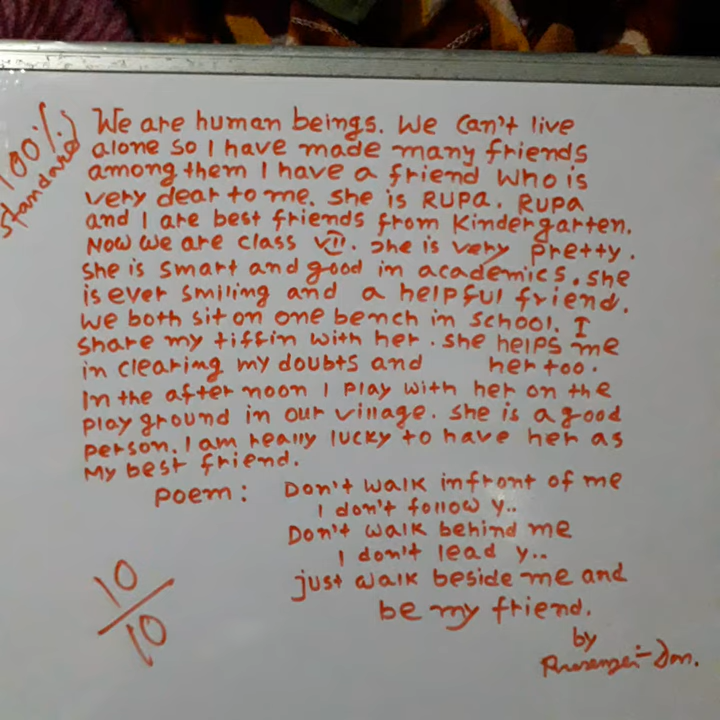 100%
Standard
We are human beings. We can't live
alone so I have made many friends
among them I have a friend who is
very dear to me. She is RUPA. RUPA
and I are best friends from Kindergarten.
Now we are class VII. She is very pretty.
She is smart and good in academics. She
is ever smiling and a helpful friend.
We both sit on one bench in school. I
share my tiffin with her. She helps me
in clearing my doubts and her too.
In the after noon I play with her on the
play ground in our village. She is a good
person. I am really lucky to have her as
My best friend.
Poem: Don't walk infront of me
I don't follow y..
Don't walk behind me
I don't lead y..
just walk beside me and
be my friend.
10/10
by